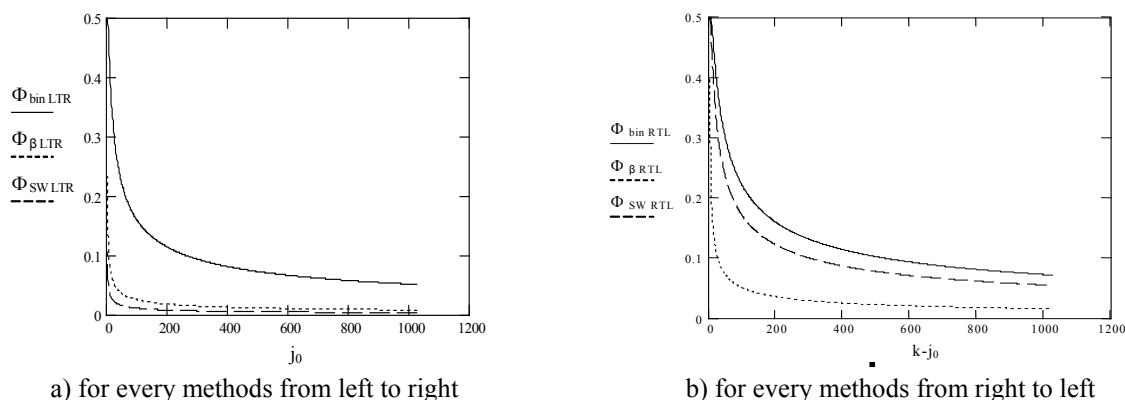 0.5
0.4
0.3
0.2
0.1
0
Φ bin LTR
Φ β LTR
Φ SW LTR
0 200 400 600 800 1000 1200
j0
a) for every methods from left to right
0.5
0.4
0.3
0.2
0.1
0
Φ bin RTL
Φ β RTL
Φ SW RTL
0 200 400 600 800 1000 1200
k-j0
b) for every methods from right to left